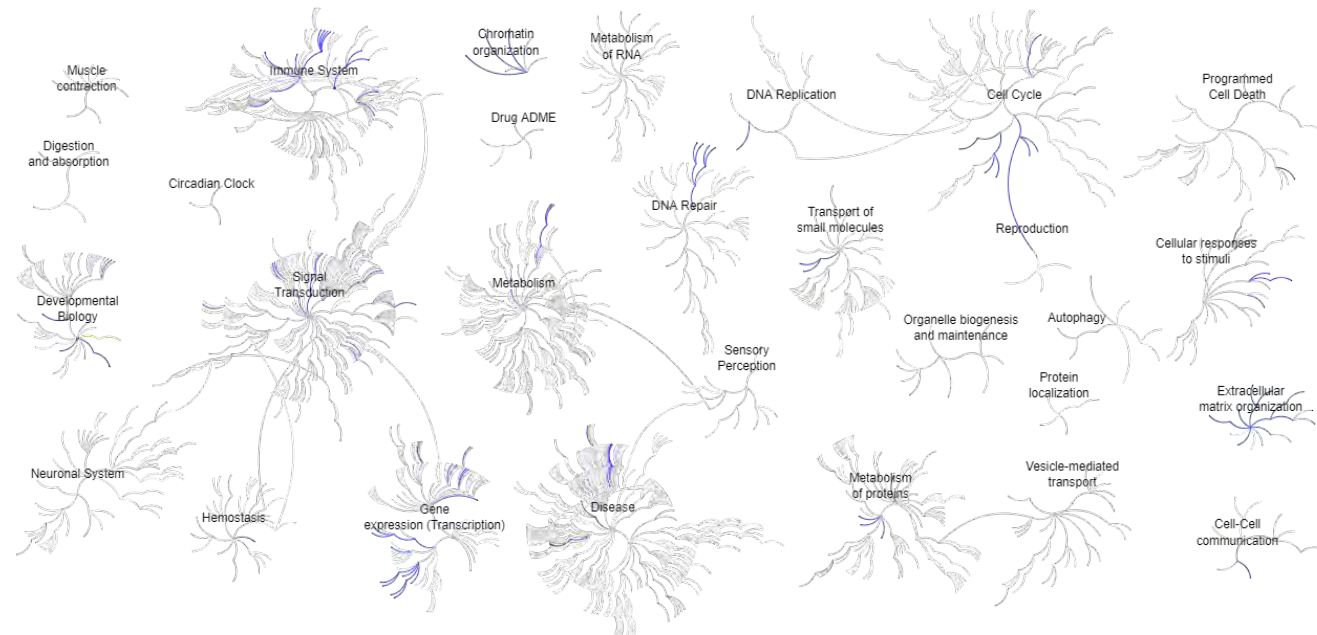 Immune System
Chromatin
organization
Metabolism
of RNA
Muscle
contraction
DNA Replication
Cell Cycle
Programmed
Cell Death
Drug ADME
Digestion
and absorption
Circadian Clock
DNA Repair
Transport of
small molecules
Reproduction
Cellular responses
to stimuli
Signal
Transduction
Metabolism
Developmental
Biology
Organelle biogenesis
and maintenance
Autophagy
Sensory
Perception
Protein
localization
Extracellular
matrix organization
Neuronal System
Hemostasis
Gene
expression (Transcription)
Disease
Metabolism
of proteins
Vesicle-mediated
transport
Cell-Cell
communication